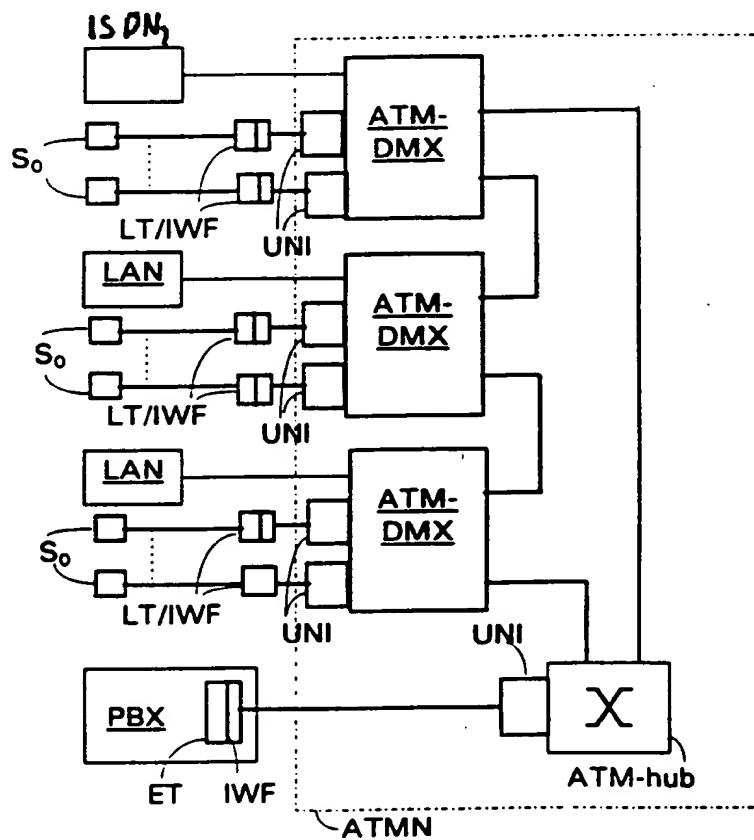 ISDN2
ATM-
DMX
S0
LT/IWF
UNI
LAN
ATM-
DMX
S0
LT/IWF
UNI
LAN
ATM-
DMX
S0
LT/IWF
UNI
UNI
PBX
ET
IWF
ATM-hub
ATMN